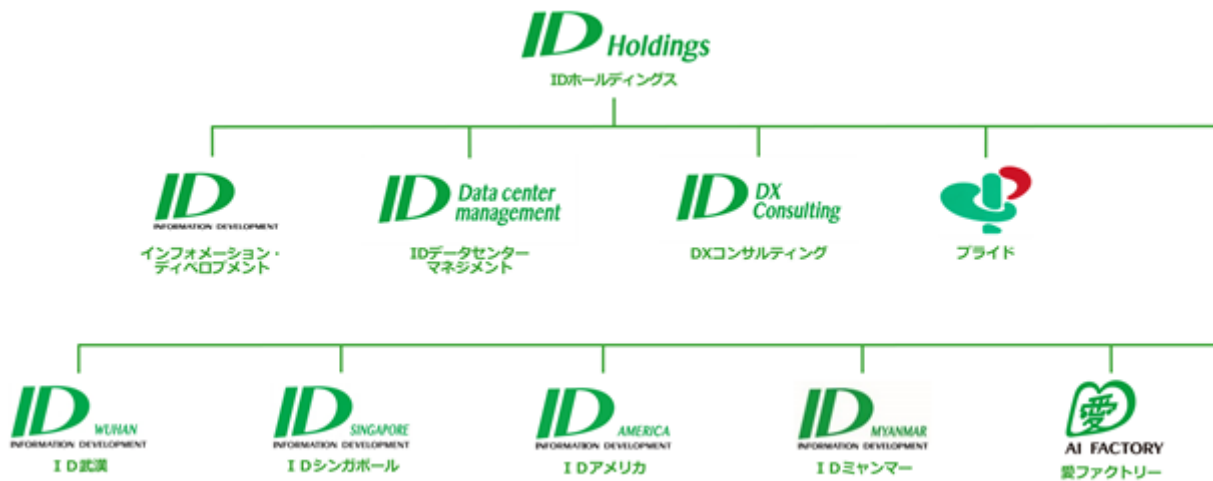 ID Holdings
IDホールディングス
ID
INFORMATION DEVELOPMENT
インフォメーション・
ディベロプメント
ID Data center
management
IDデータセンター
マネジメント
ID DX
Consulting
DXコンサルティング
プライド
ID WUHAN
INFORMATION DEVELOPMENT
ＩＤ武漢
ID SINGAPORE
INFORMATION DEVELOPMENT
ＩＤシンガポール
ID AMERICA
INFORMATION DEVELOPMENT
ＩＤアメリカ
ID MYANMAR
INFORMATION DEVELOPMENT
ＩＤミャンマー
愛
AI FACTORY
愛ファクトリー